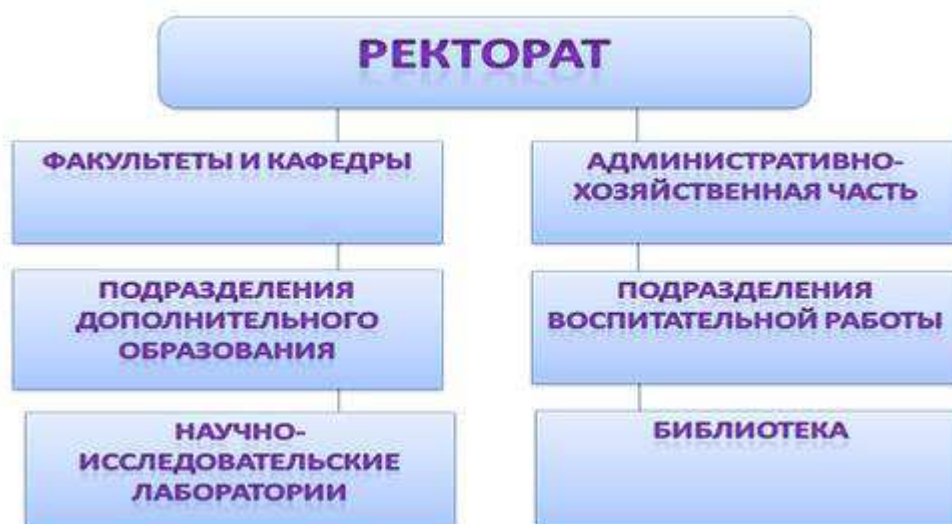 РЕКТОРАТ
ФАКУЛЬТЕТЫ И КАФЕДРЫ
АДМИНИСТРАТИВНО-
ХОЗЯЙСТВЕННАЯ ЧАСТЬ
ПОДРАЗДЕЛЕНИЯ
ДОПОЛНИТЕЛЬНОГО
ОБРАЗОВАНИЯ
ПОДРАЗДЕЛЕНИЯ
ВОСПИТАТЕЛЬНОЙ РАБОТЫ
НАУЧНО-
ИССЛЕДОВАТЕЛЬСКИЕ
ЛАБОРАТОРИИ
БИБЛИОТЕКА